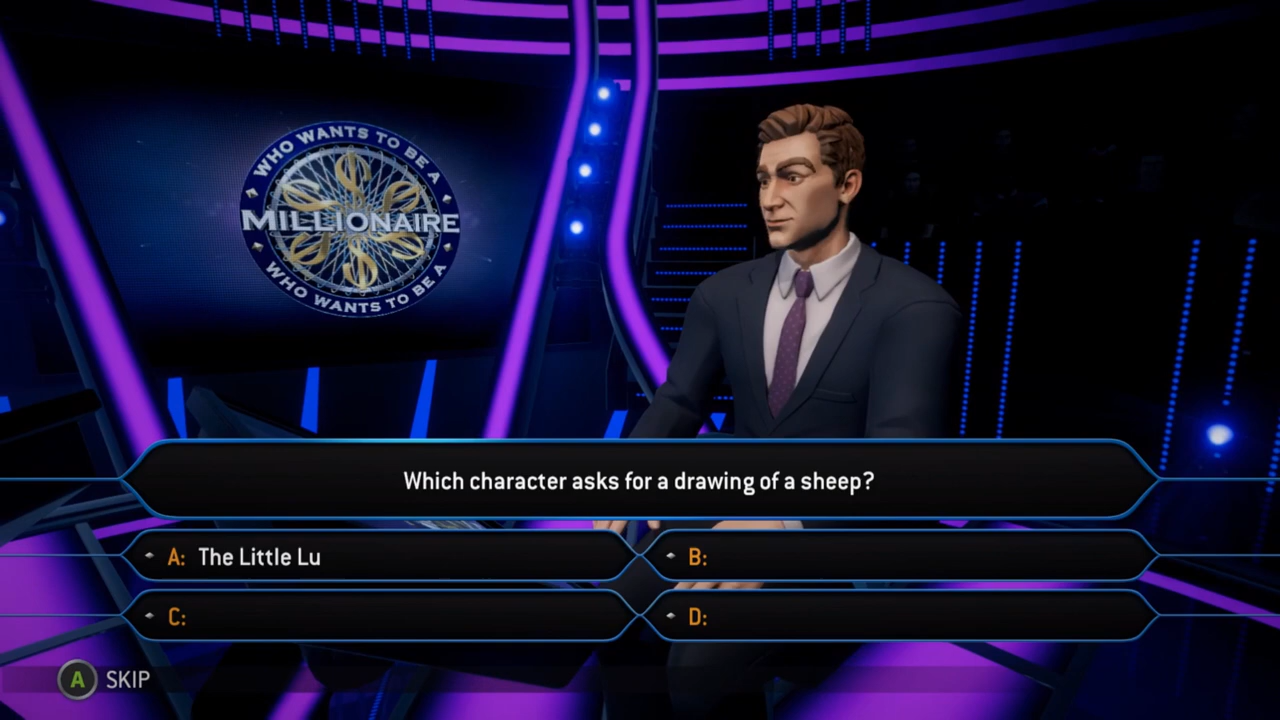 WHO WANTS TO BE A
MILLIONAIRE
WHO WANTS TO BE A
Which character asks for a drawing of a sheep?
A: The Little Lu
B:
C:
D:
A SKIP